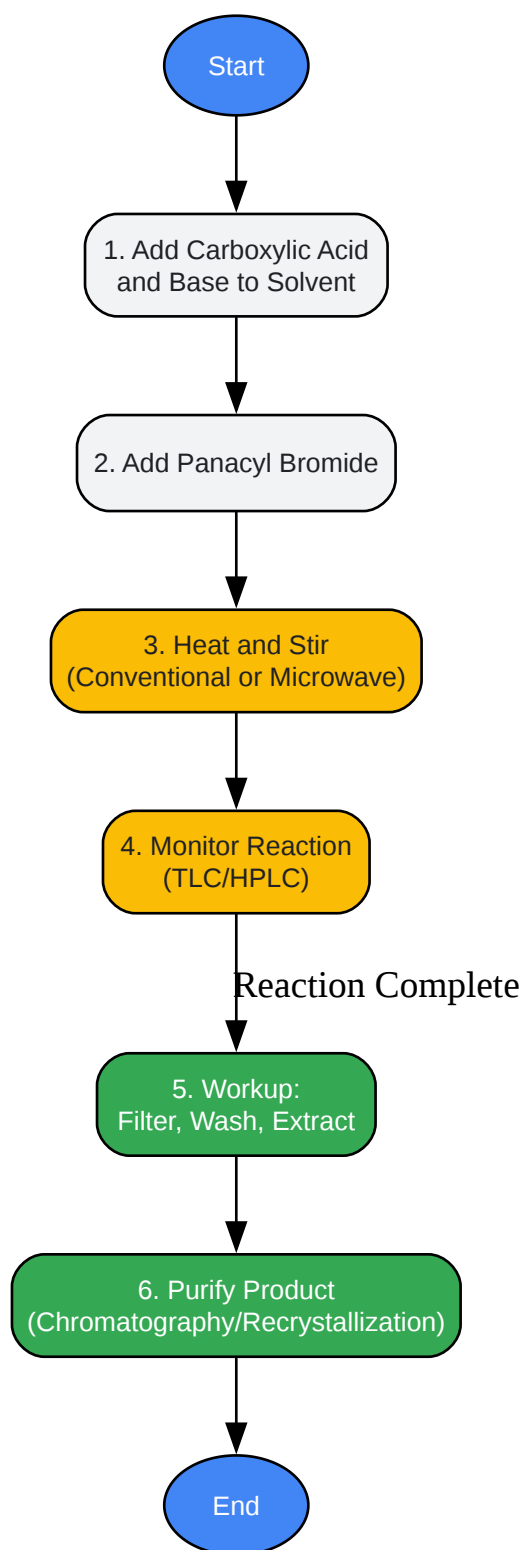 Start
1. Add Carboxylic Acid
and Base to Solvent
2. Add Panacyl Bromide
3. Heat and Stir
(Conventional or Microwave)
4. Monitor Reaction
(TLC/HPLC)
Reaction Complete
5. Workup:
Filter, Wash, Extract
6. Purify Product
(Chromatography/Recrystallization)
End